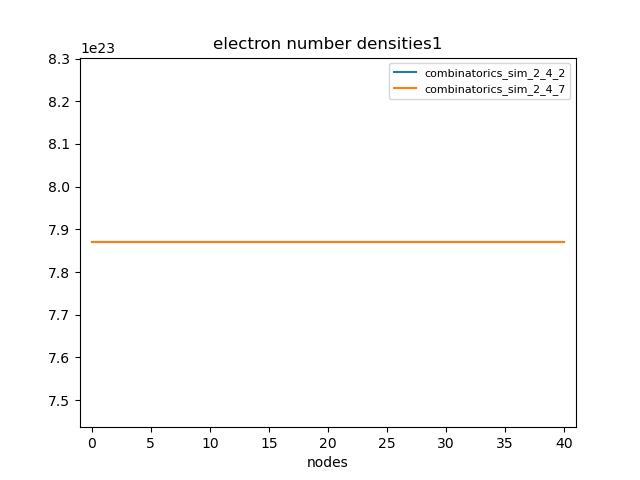 electron number densities1
1e23
combinatorics_sim_2_4_2
combinatorics_sim_2_4_7
8.3
8.2
8.1
8.0
7.9
7.8
7.7
7.6
7.5
0 5 10 15 20 25 30 35 40
nodes